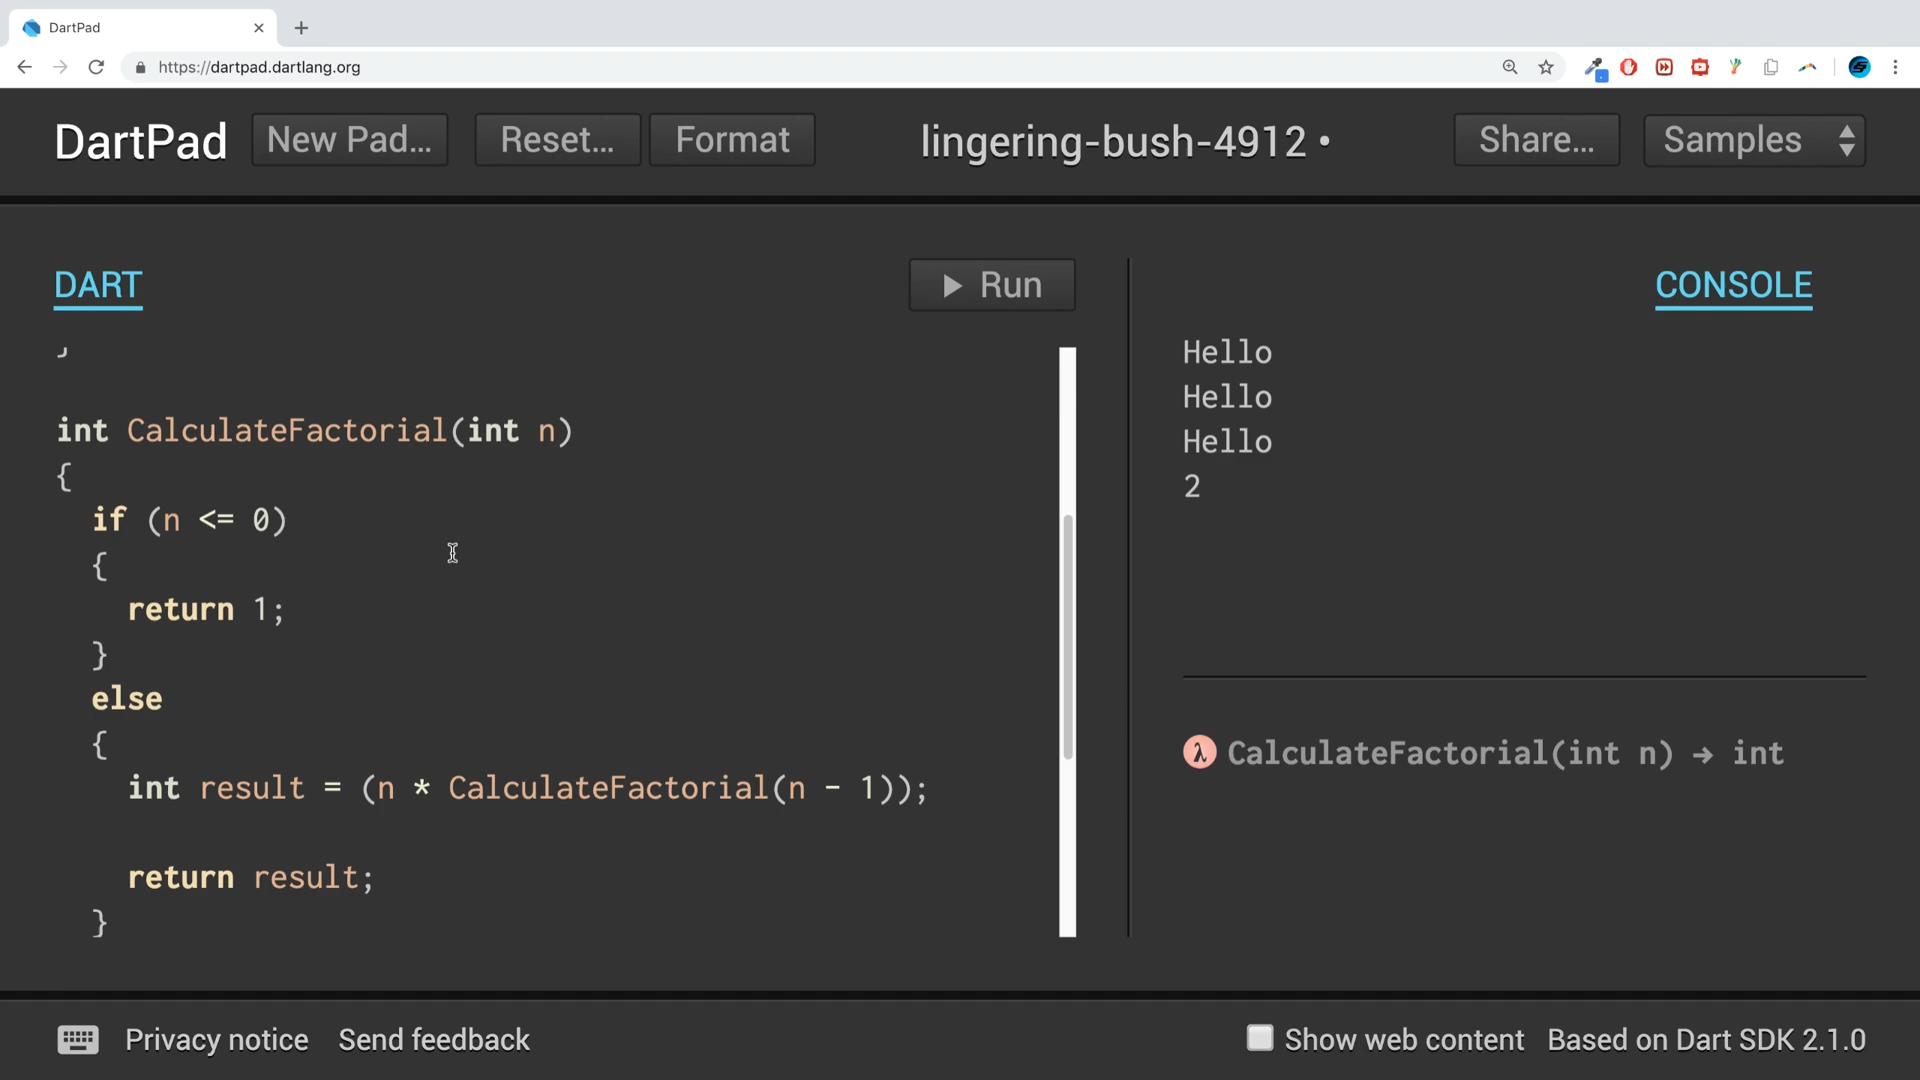 DartPad
https://dartpad.dartlang.org
DartPad
New Pad...
Reset...
Format
lingering-bush-4912 •
Share...
Samples
DART
Run
CONSOLE
}
int CalculateFactorial(int n)
{
if (n <= 0)
{
return 1;
}
else
{
int result = (n * CalculateFactorial(n - 1));
return result;
}
Hello
Hello
Hello
2
λ CalculateFactorial(int n) → int
Privacy notice
Send feedback
Show web content
Based on Dart SDK 2.1.0